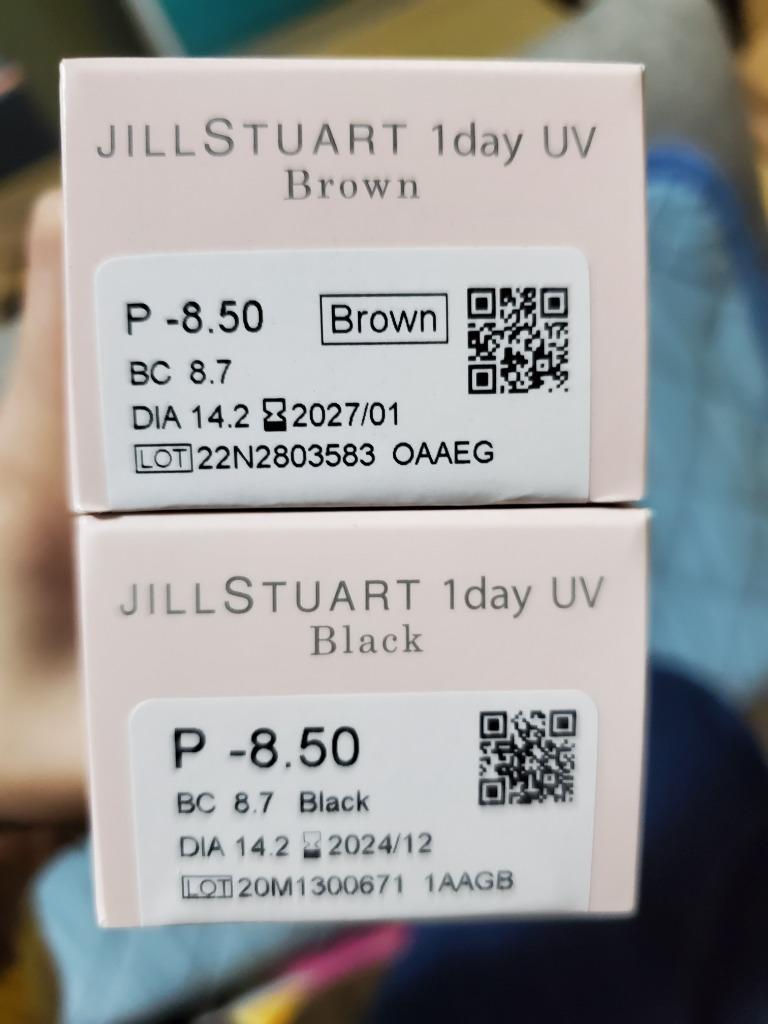 JILLSTUART 1day UV
Brown
P -8.50 Brown
BC 8.7
DIA 14.2 2027/01
LOT 22N2803583 OAAEG
JILLSTUART 1day UV
Black
P -8.50
BC 8.7 Black
DIA 14.2 2024/12
LOT 20M1300671 1AAGB